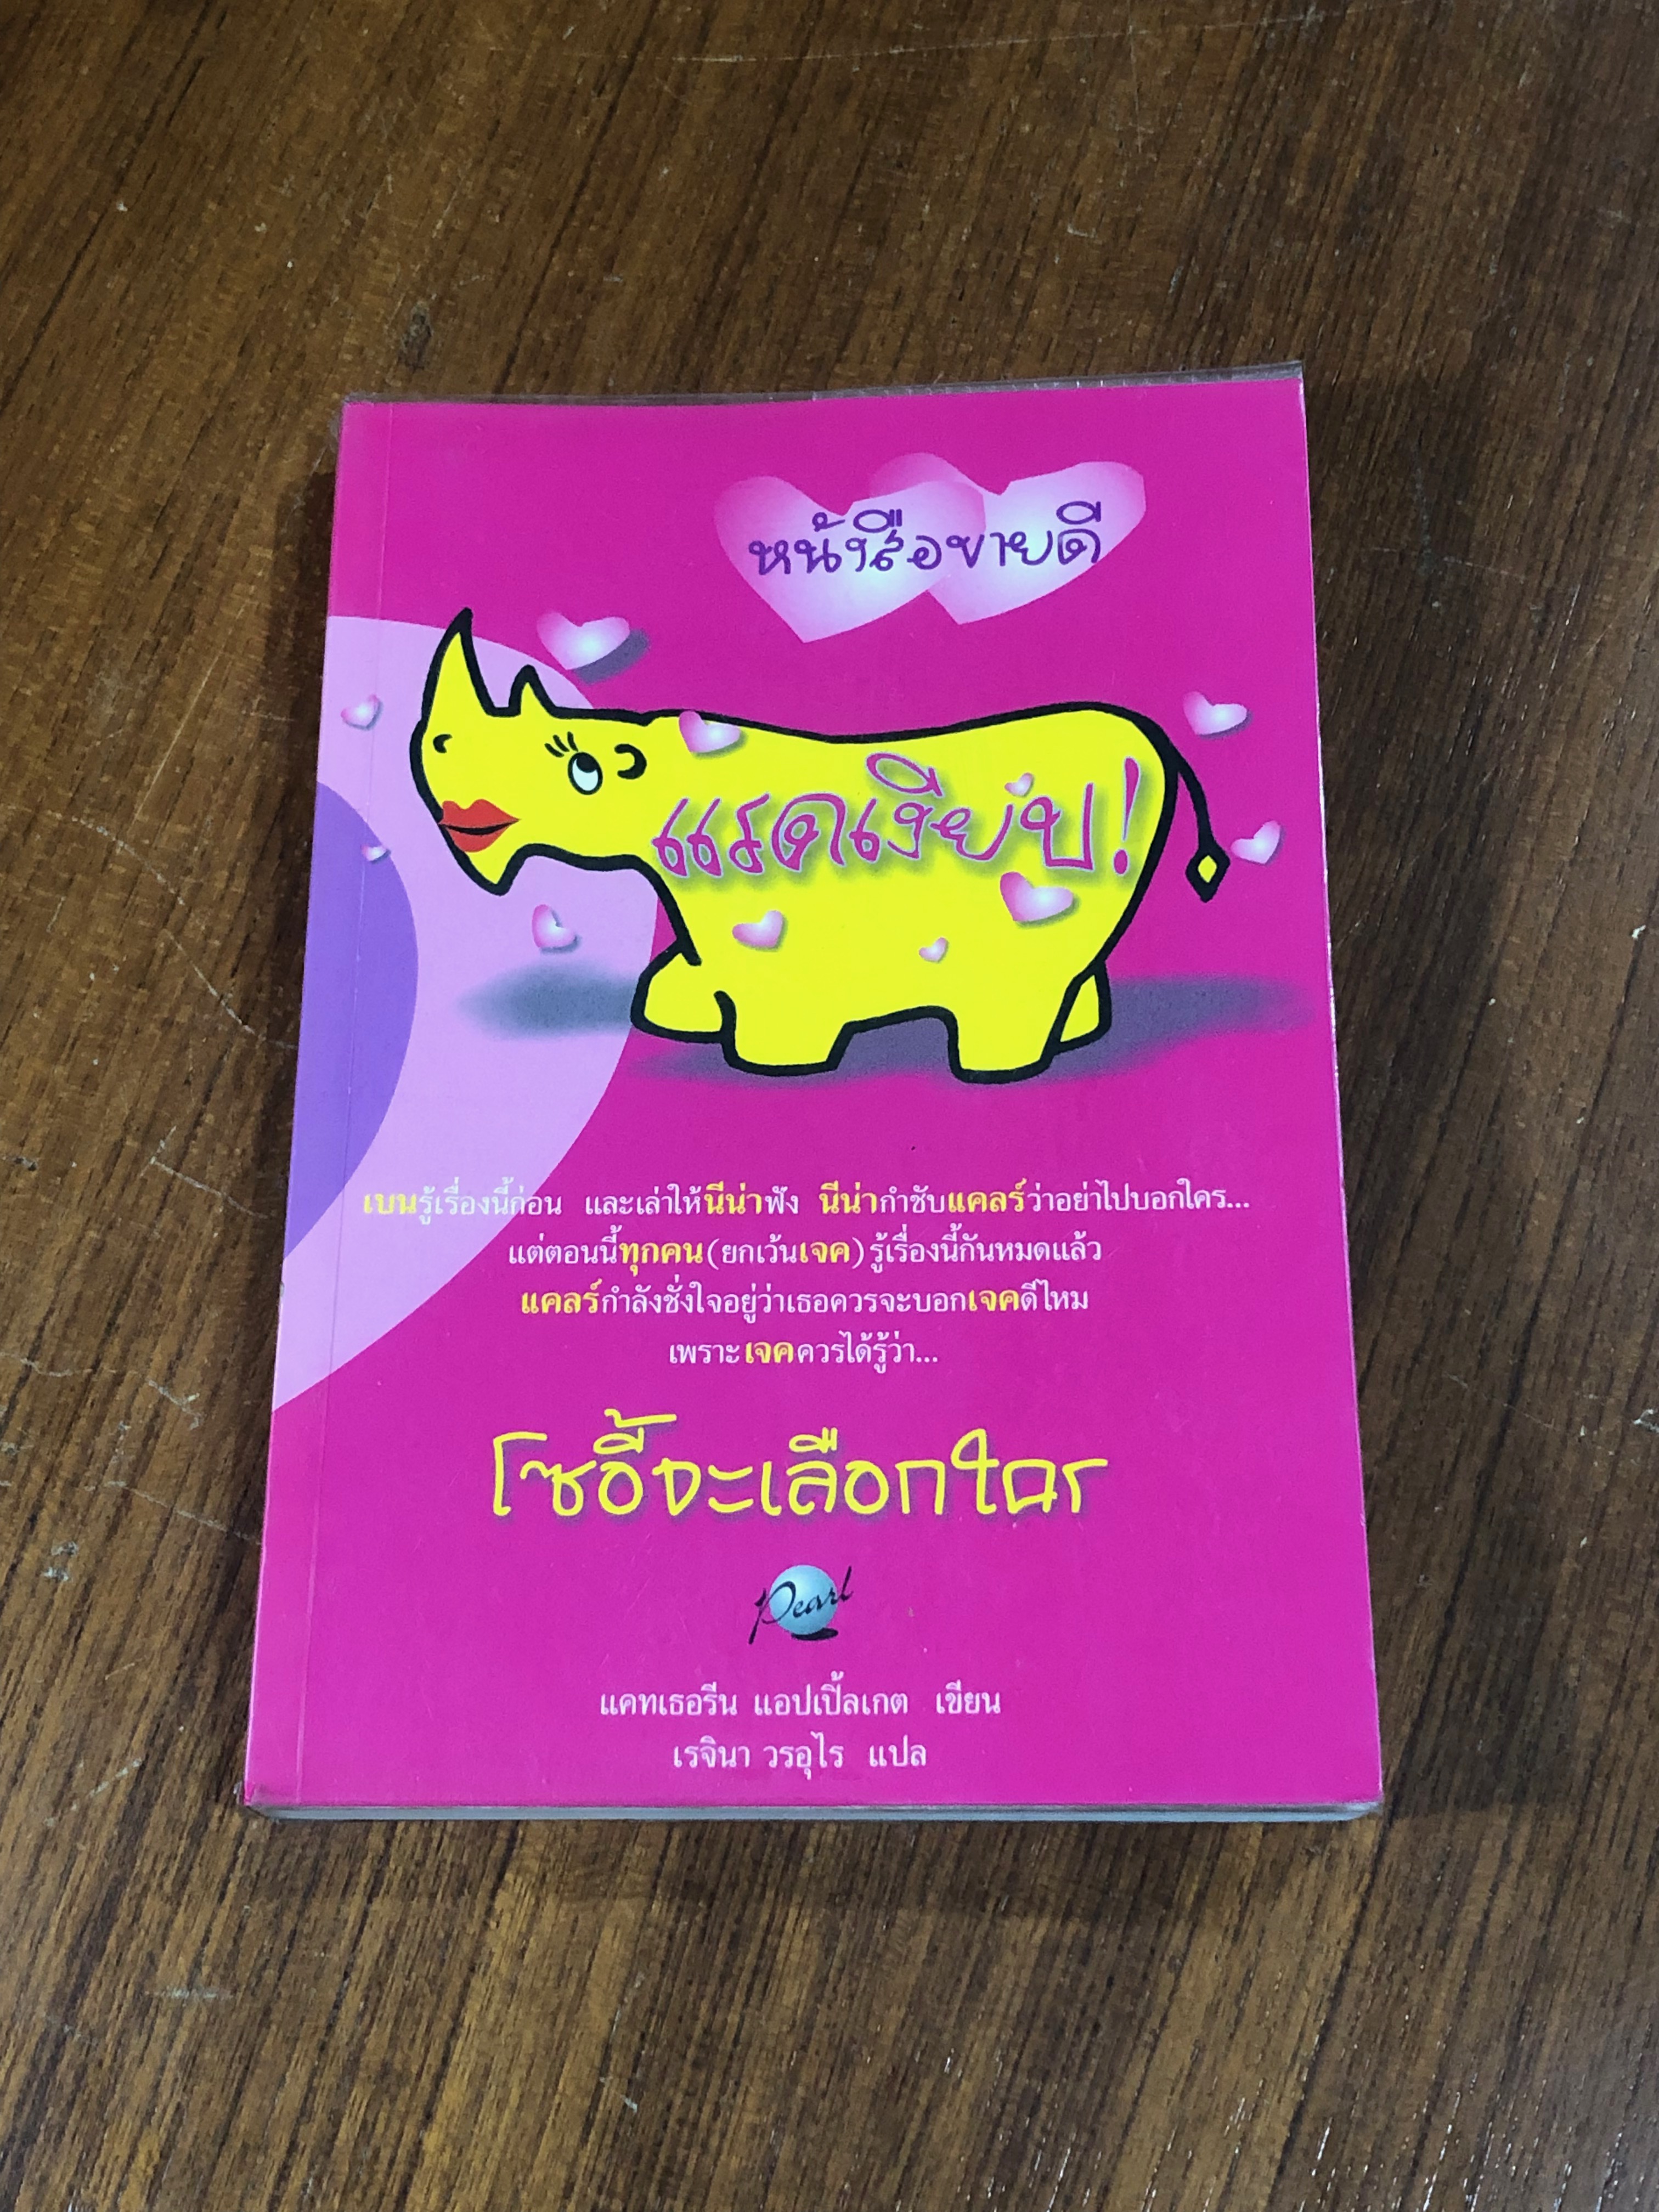 หนังสือขายดี
แรดเงียบ!
เบนรู้เรื่องนี้ก่อน และเล่าให้นีน่าฟัง นีน่ากำชับแคลร์ว่าอย่าไปบอกใคร...
แต่ตอนนี้ทุกคน(ยกเว้นเจค)รู้เรื่องนี้กันหมดแล้ว
แคลร์กำลังชั่งใจอยู่ว่าเธอควรจะบอกเจคดีไหม
เพราะเจคควรได้รู้ว่า...
โซอี้จะเลือกใคร
Pearl
แคทเธอรีน แอปเปิ้ลเกต เขียน
เรจินา วรอุไร แปล